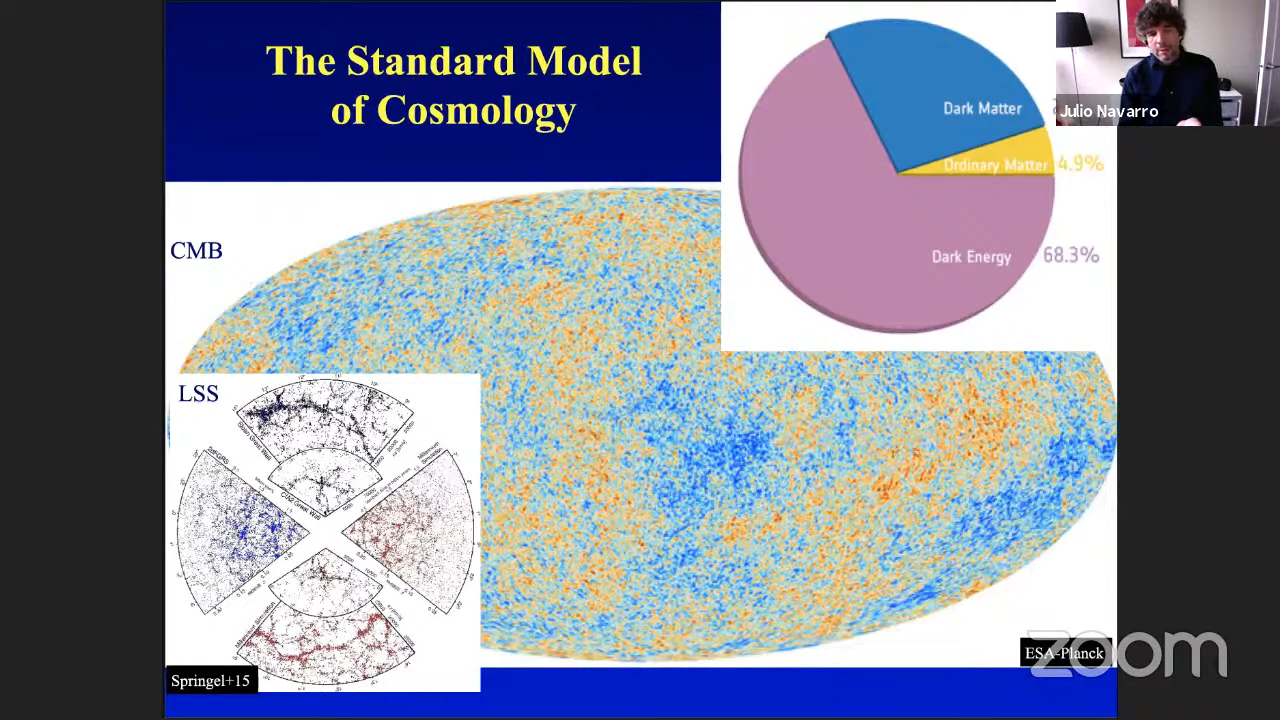 The Standard Model
of Cosmology
Dark Matter
Ordinary Matter 4.9%
Dark Energy 68.3%
Julio Navarro
CMB
LSS
Springel+15
ESA-Planck
zoom